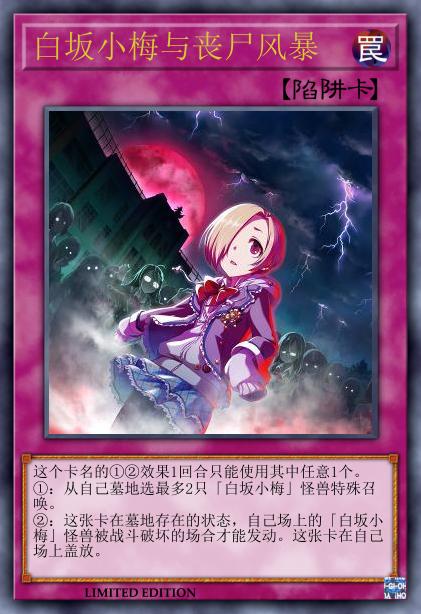 白坂小梅与丧尸风暴
罠
【陷阱卡】
这个卡名的①②效果1回合只能使用其中任意1个。
①：从自己墓地选最多2只「白坂小梅」怪兽特殊召
唤。
②：这张卡在墓地存在的状态，自己场上的「白坂小
梅」怪兽被战斗破坏的场合才能发动。这张卡在自己
场上盖放。
LIMITED EDITION